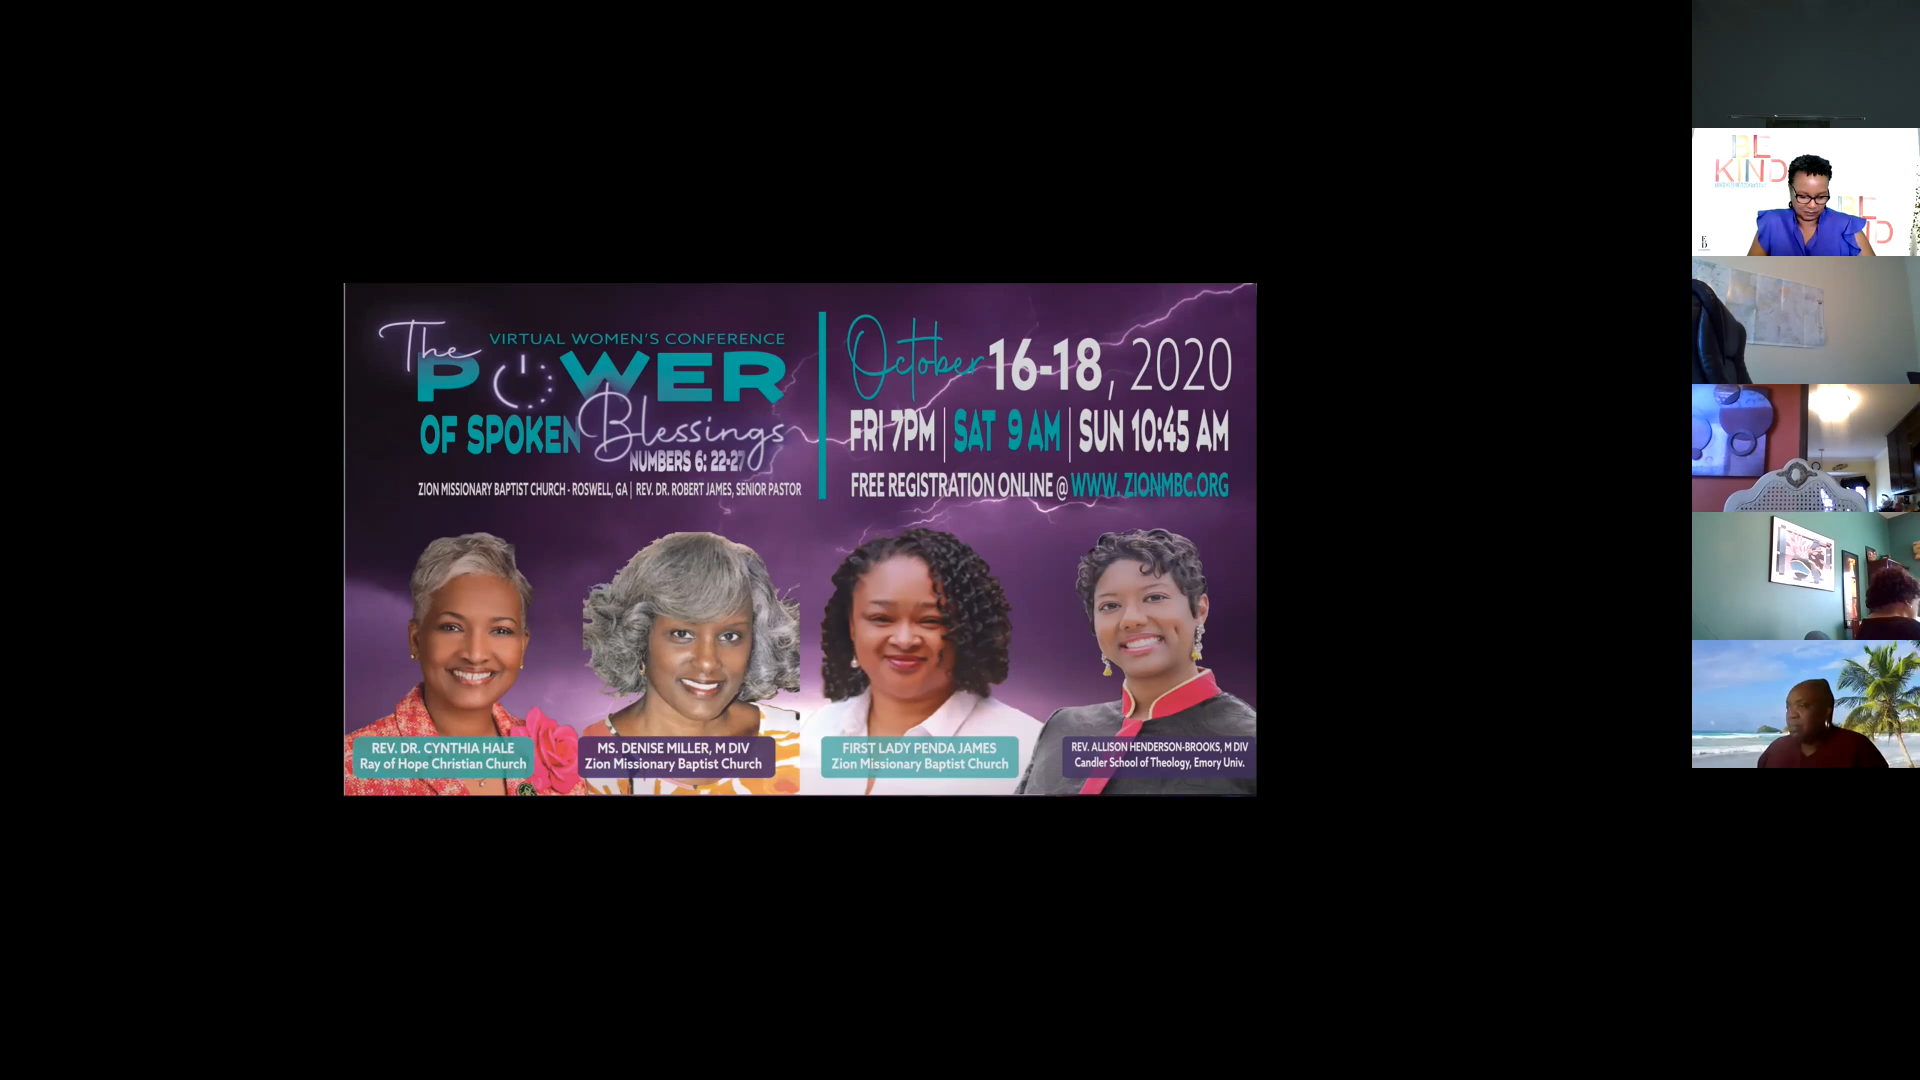 The
VIRTUAL WOMEN'S CONFERENCE
POWER
OF SPOKEN Blessings
NUMBERS 6: 22-27
ZION MISSIONARY BAPTIST CHURCH - ROSWELL, GA | REV. DR. ROBERT JAMES, SENIOR PASTOR
October 16-18, 2020
FRI 7PM | SAT 9 AM | SUN 10:45 AM
FREE REGISTRATION ONLINE @ WWW.ZIONMBC.ORG
REV. DR. CYNTHIA HALE
Ray of Hope Christian Church
MS. DENISE MILLER, M DIV
Zion Missionary Baptist Church
FIRST LADY PENDA JAMES
Zion Missionary Baptist Church
REV. ALLISON HENDERSON-BROOKS, M DIV
Candler School of Theology, Emory Univ.
BE
KIND
BE
ND